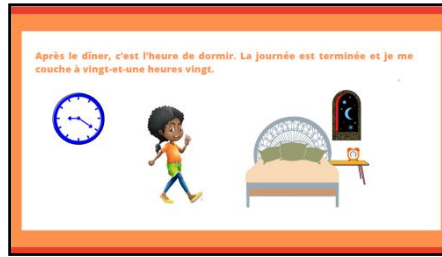 Après le dîner, c'est l'heure de dormir. La journée est terminée et je me
couche à vingt-et-une heures vingt.